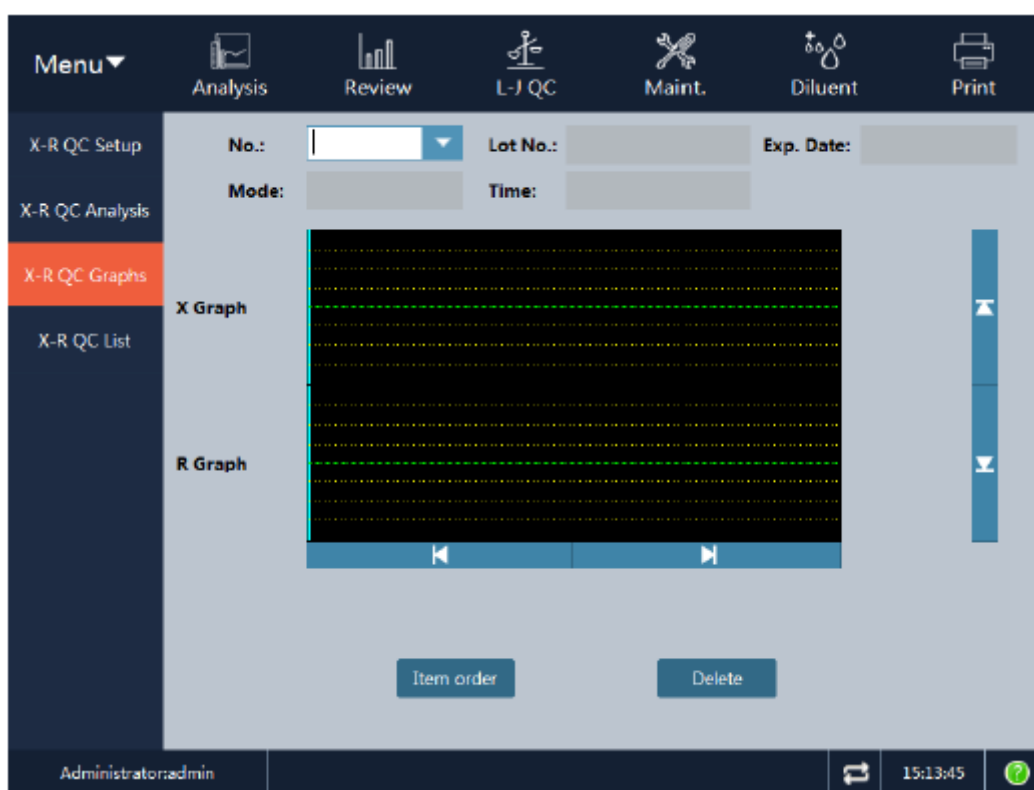 Menu
Analysis
Review
L-J QC
Maint.
Diluent
Print
X-R QC Setup
X-R QC Analysis
X-R QC Graphs
X-R QC List
No.:
Lot No.:
Exp. Date:
Mode:
Time:
X Graph
R Graph
Item order
Delete
Administrator:admin
15:13:45
?